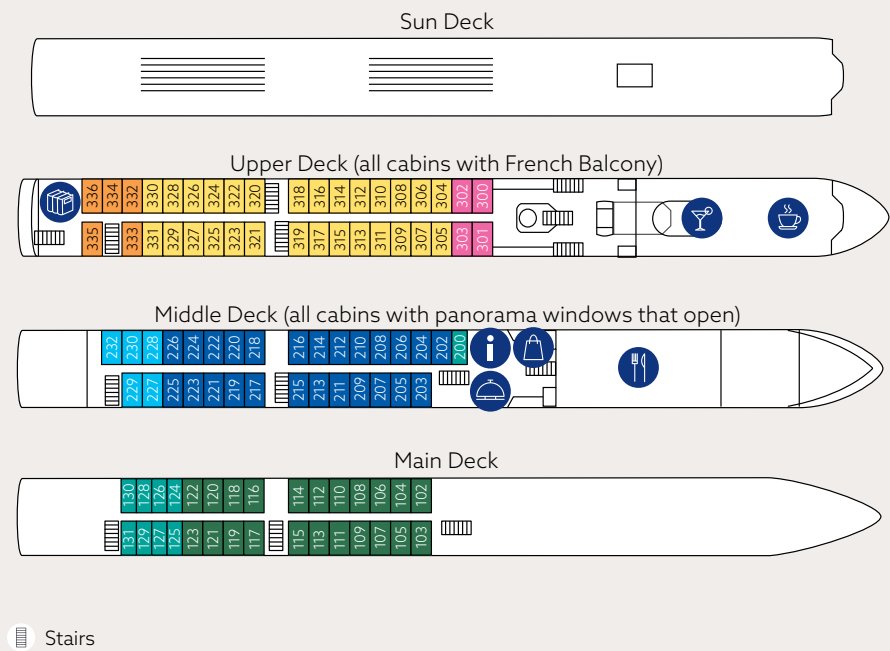 Sun Deck
Upper Deck (all cabins with French Balcony)
336 334 332 330 328 326 324 322 320 318 316 314 312 310 308 306 304 302 300
335 333 331 329 327 325 323 321 319 317 315 313 311 309 307 305 303 301
Middle Deck (all cabins with panorama windows that open)
232 230 228 226 224 222 220 218 216 214 212 210 208 206 204 202 200
229 227 225 223 221 219 217 215 213 211 209 207 205 203
Main Deck
130 128 126 124 122 120 118 116 114 112 110 108 106 104 102
131 129 127 125 123 121 119 117 115 113 111 109 107 105 103
Stairs